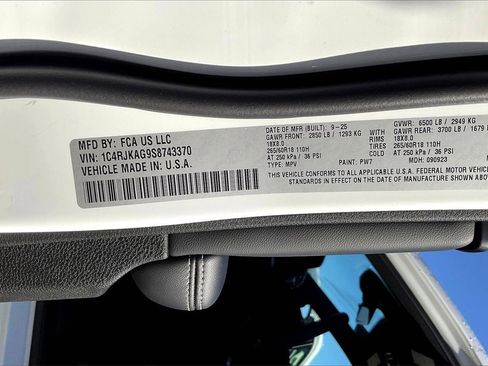 MFD BY: FCA US LLC
VIN: 1C4RJKAG9S8743370
VEHICLE MADE IN: U.S.A.
DATE OF MFR (BUILT): 9-25 GVWR: 6500 LB / 2949 KG
GAWR FRONT: 2850 LB / 1293 KG GAWR REAR: 3700 LB / 1679
18X8.0 RIMS 18X8.0
265/60R18 110H TIRES 265/60R18 110H
AT 250 kPa / 36 PSI AT 250 kPa / 36 PSI
TYPE: MPV PAINT: PW7 MDH: 090923
THIS VEHICLE CONFORMS TO ALL APPLICABLE U.S.A. FEDERAL MOTOR VEHICLE
IN EFFECT ON THE DATE OF MANUFACTURE SHOWN ABOVE